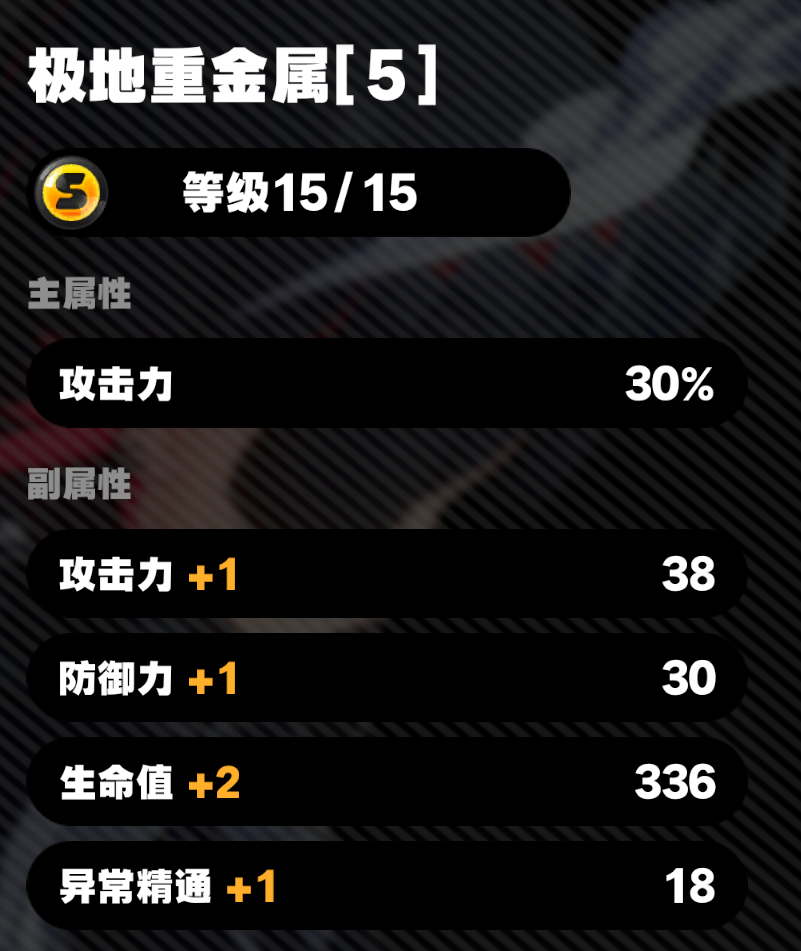 极地重金属[5]
S 等级15/15
主属性
攻击力 30%
副属性
攻击力 +1 38
防御力 +1 30
生命值 +2 336
异常精通 +1 18